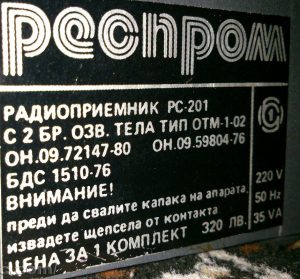 респром
РАДИОПРИЕМНИК РС-201
С 2 БР. ОЗВ. ТЕЛА ТИП ОТМ-1-02
ОН.09.72147-80 ОН.09.59804-76
БДС 1510-76
ВНИМАНИЕ!
преди да свалите капака на апарата,
извадете щепсела от контакта.
220 V
50 Hz
35 VA
ЦЕНА ЗА 1 КОМПЛЕКТ 320 ЛВ.